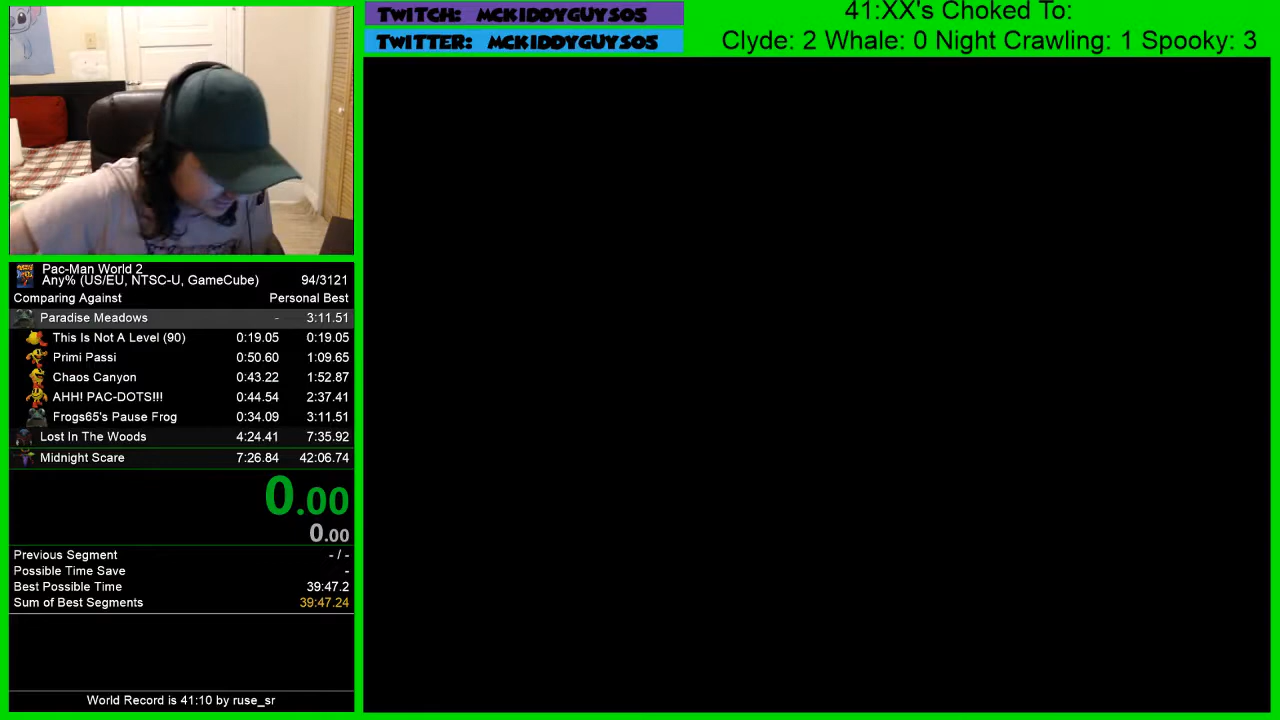 TWITCH: MCKIDDYGUYS05
TWITTER: MCKIDDYGUYS05
41:XX's Choked To:
Clyde: 2 Whale: 0 Night Crawling: 1 Spooky: 3
Pac-Man World 2
Any% (US/EU, NTSC-U, GameCube) 94/3121
Comparing Against Personal Best
Paradise Meadows - 3:11.51
This Is Not A Level (90) 0:19.05 0:19.05
Primi Passi 0:50.60 1:09.65
Chaos Canyon 0:43.22 1:52.87
AHH! PAC-DOTS!!! 0:44.54 2:37.41
Frogs65's Pause Frog 0:34.09 3:11.51
Lost In The Woods 4:24.41 7:35.92
Midnight Scare 7:26.84 42:06.74
0.00
0.00
Previous Segment - / -
Possible Time Save -
Best Possible Time 39:47.2
Sum of Best Segments 39:47.24
World Record is 41:10 by ruse_sr